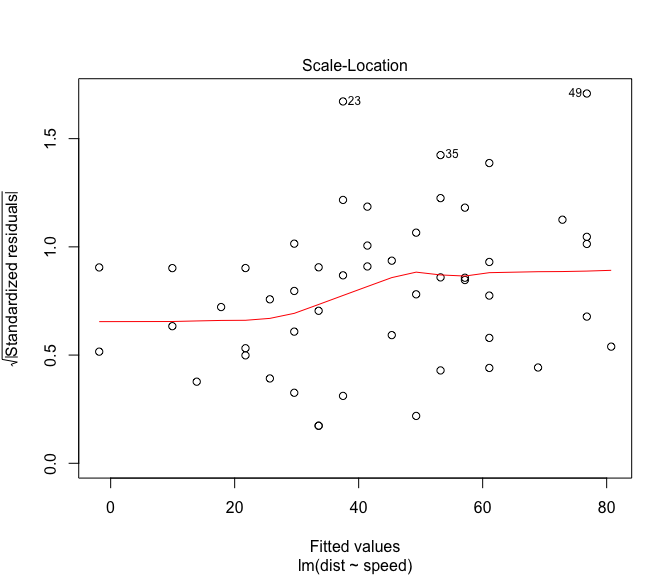 Scale-Location
√|Standardized residuals|
1.5
1.0
0.5
0.0
23
49
35
0 20 40 60 80
Fitted values
lm(dist ~ speed)